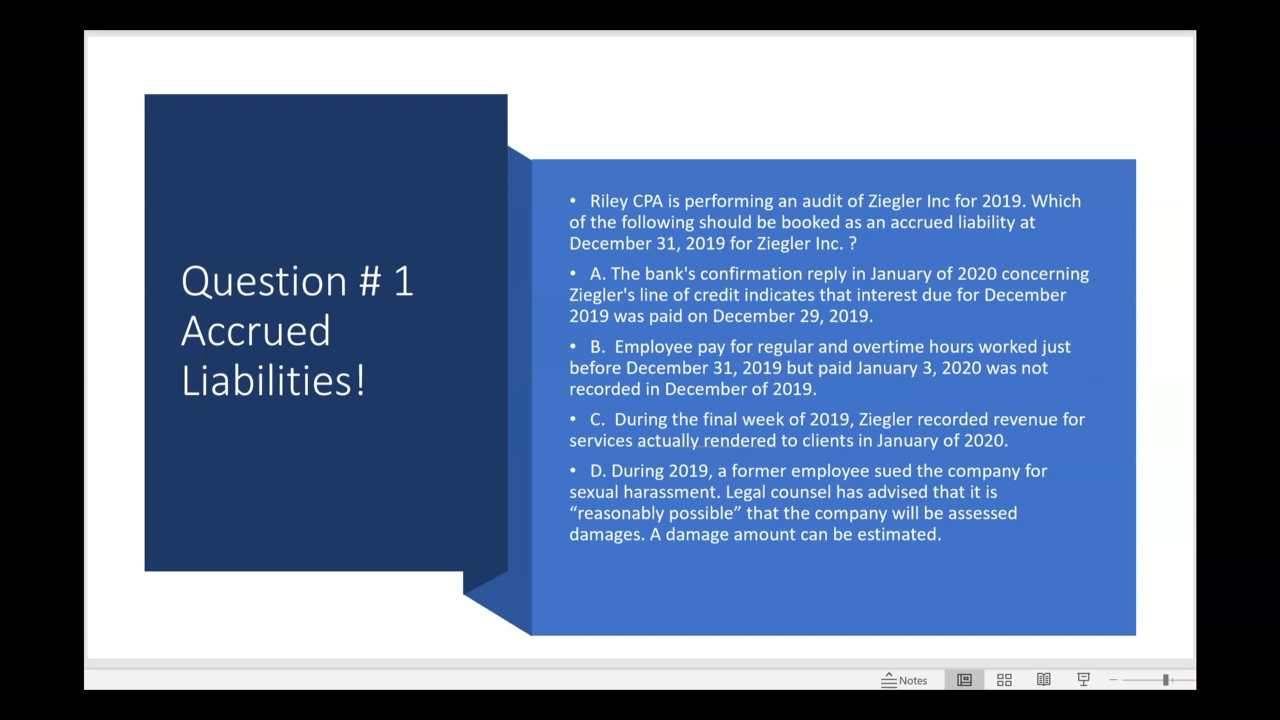 Question # 1
Accrued
Liabilities!
• Riley CPA is performing an audit of Ziegler Inc for 2019. Which
of the following should be booked as an accrued liability at
December 31, 2019 for Ziegler Inc. ?
• A. The bank's confirmation reply in January of 2020 concerning
Ziegler's line of credit indicates that interest due for December
2019 was paid on December 29, 2019.
• B. Employee pay for regular and overtime hours worked just
before December 31, 2019 but paid January 3, 2020 was not
recorded in December of 2019.
• C. During the final week of 2019, Ziegler recorded revenue for
services actually rendered to clients in January of 2020.
• D. During 2019, a former employee sued the company for
sexual harassment. Legal counsel has advised that it is
“reasonably possible” that the company will be assessed
damages. A damage amount can be estimated.
Notes